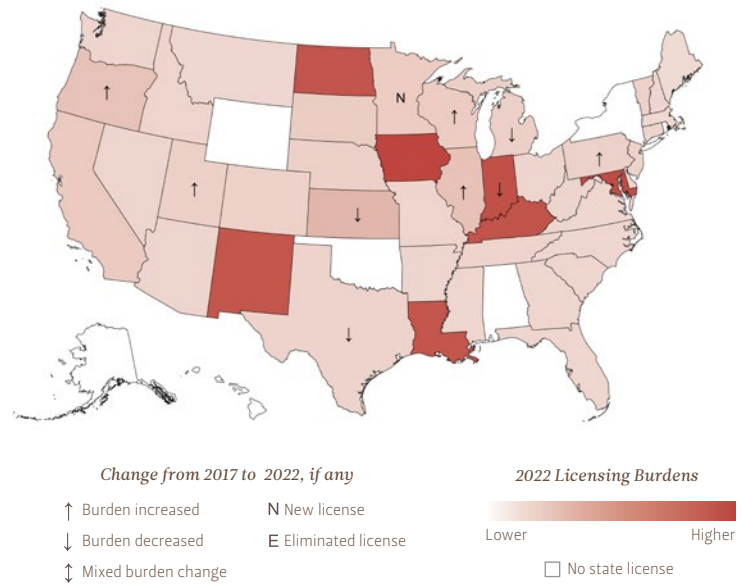 ↑
N
↑
↓
↑
↑
↑
↓
↓
↓
Change from 2017 to 2022, if any
↑ Burden increased
N New license
↓ Burden decreased
E Eliminated license
↕ Mixed burden change
2022 Licensing Burdens
Lower
Higher
No state license